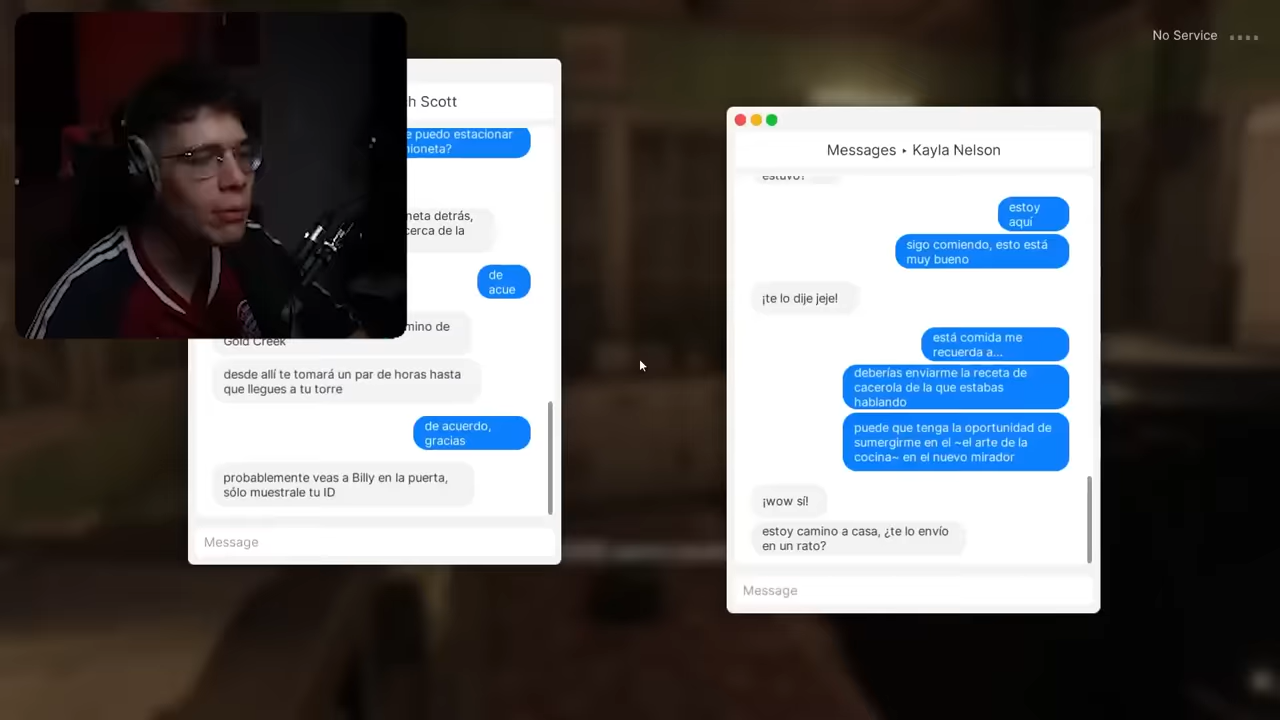 No Service
h Scott
e puedo estacionar
nioneta?
neta detrás,
cerca de la
de
acue
mino de
Gold Creek
desde allí te tomará un par de horas hasta
que llegues a tu torre
de acuerdo,
gracias
probablemente veas a Billy en la puerta,
sólo muestrale tu ID
Message
Messages ‣ Kayla Nelson
estuvo?
estoy
aquí
sigo comiendo, esto está
muy bueno
¡te lo dije jeje!
está comida me
recuerda a...
deberías enviarme la receta de
cacerola de la que estabas
hablando
puede que tenga la oportunidad de
sumergirme en el ~el arte de la
cocina~ en el nuevo mirador
¡wow sí!
estoy camino a casa, ¿te lo envío
en un rato?
Message